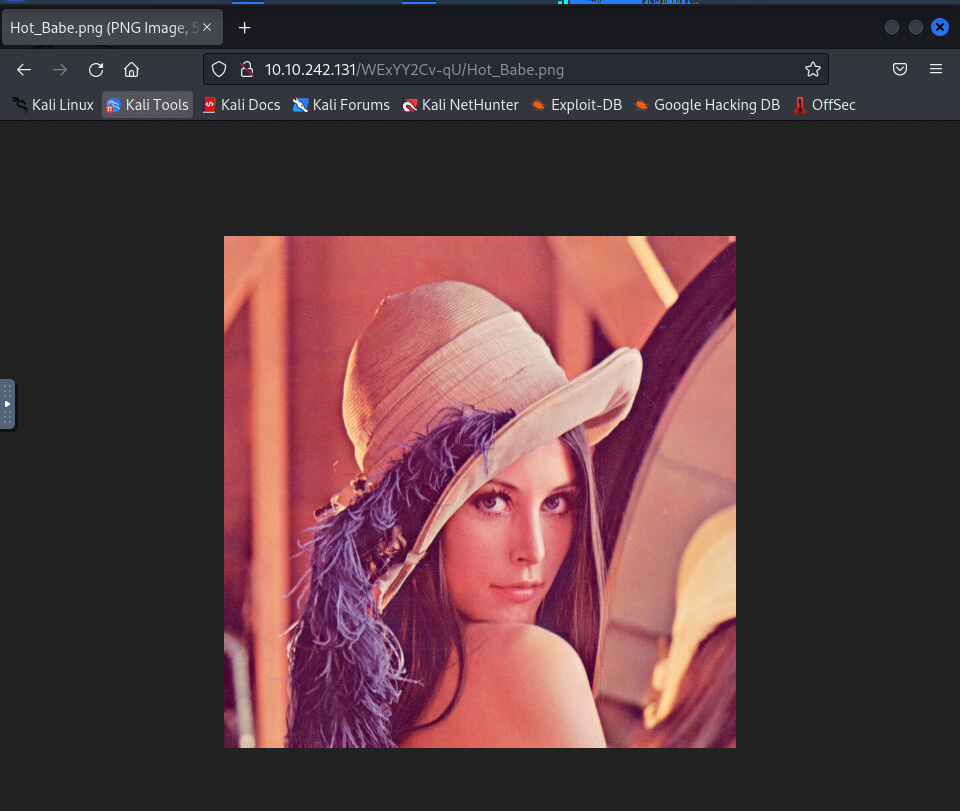 Hot_Babe.png (PNG Image, 5
10.10.242.131/WExYY2Cv-qU/Hot_Babe.png
Kali Linux Kali Tools Kali Docs Kali Forums Kali NetHunter Exploit-DB Google Hacking DB OffSec